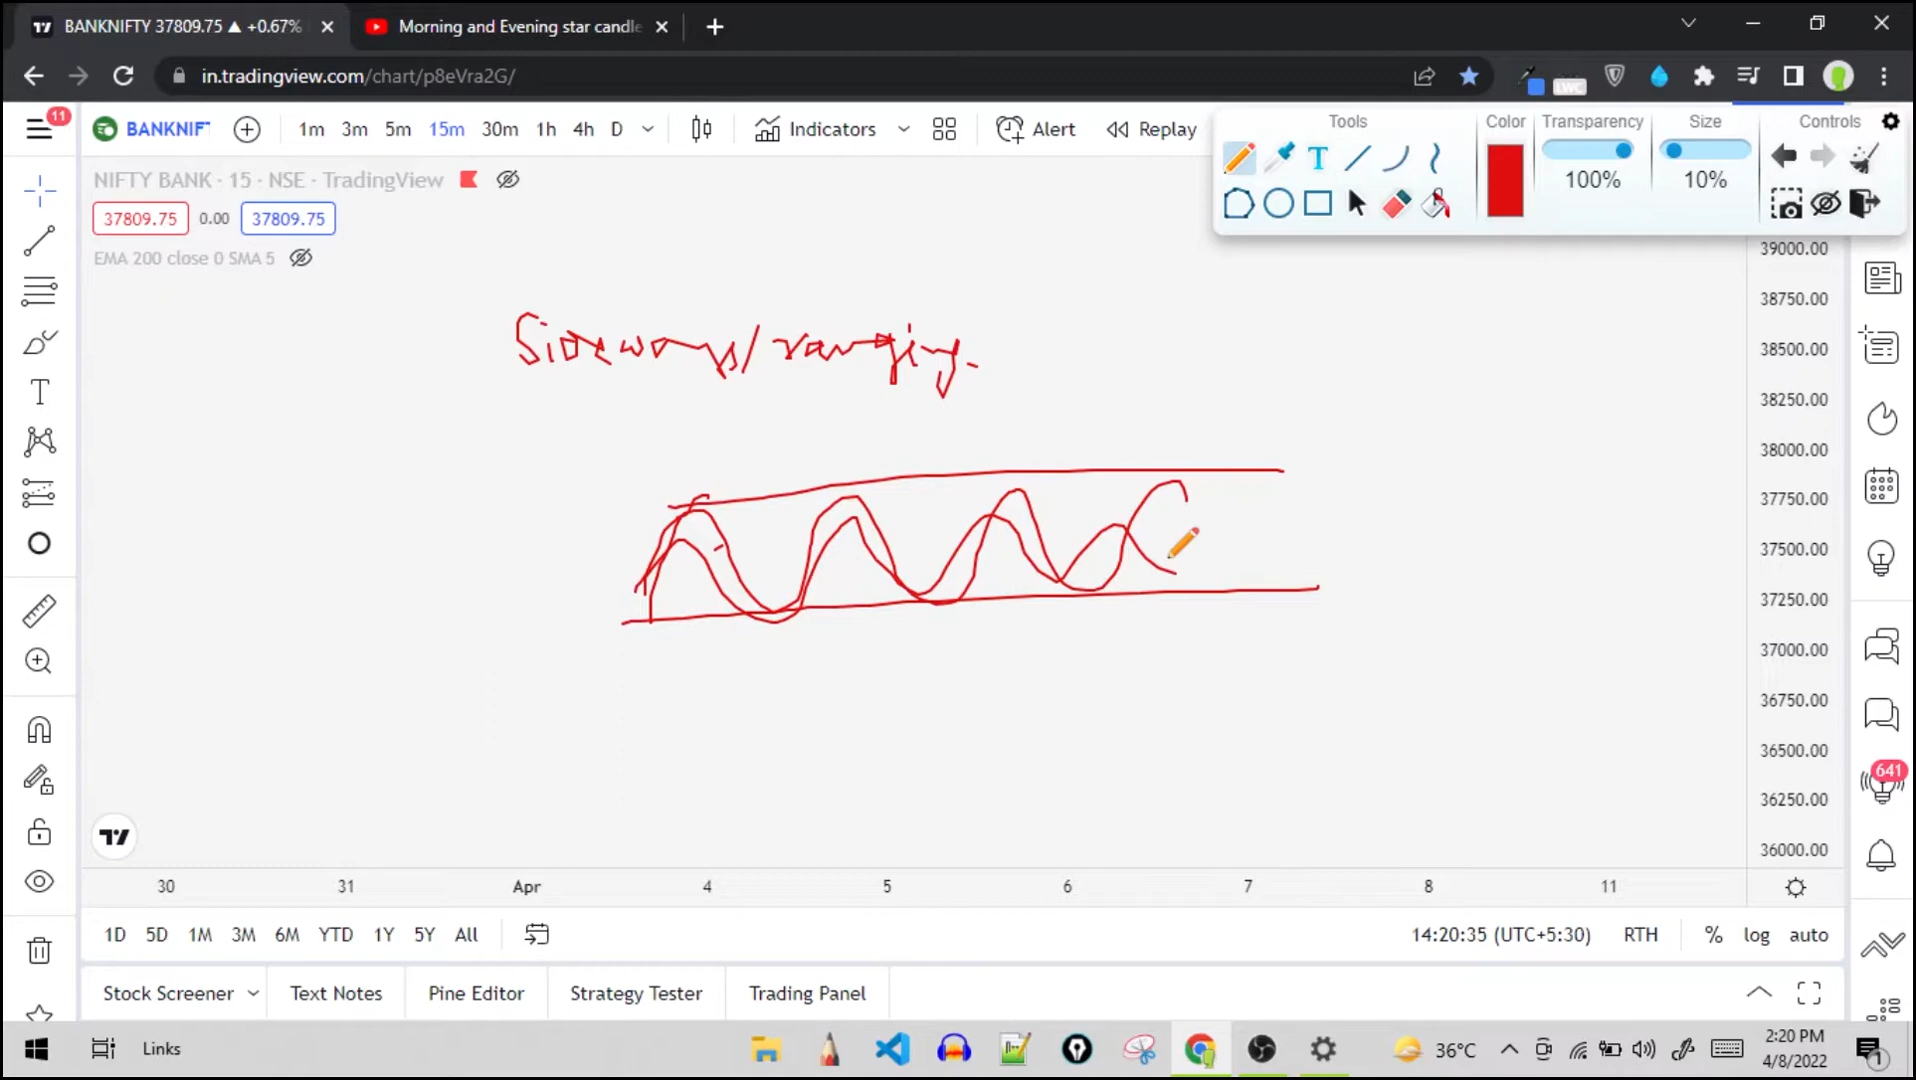 BANKNIFTY 37809.75 ▲ +0.67%
Morning and Evening star candle
in.tradingview.com/chart/p8eVra2G/
11
BANKNIFT
1m 3m 5m 15m 30m 1h 4h D
Indicators
Alert
Replay
Tools
Color
Transparency
Size
Controls
100%
10%
NIFTY BANK · 15 · NSE · TradingView
37809.75 0.00 37809.75
EMA 200 close 0 SMA 5
Sideways/ranging.
39000.00
38750.00
38500.00
38250.00
38000.00
37750.00
37500.00
37250.00
37000.00
36750.00
36500.00
36250.00
36000.00
641
30 31 Apr 4 5 6 7 8 11
1D 5D 1M 3M 6M YTD 1Y 5Y All
14:20:35 (UTC+5:30) RTH % log auto
Stock Screener Text Notes Pine Editor Strategy Tester Trading Panel
Links
36°C
2:20 PM
4/8/2022
1